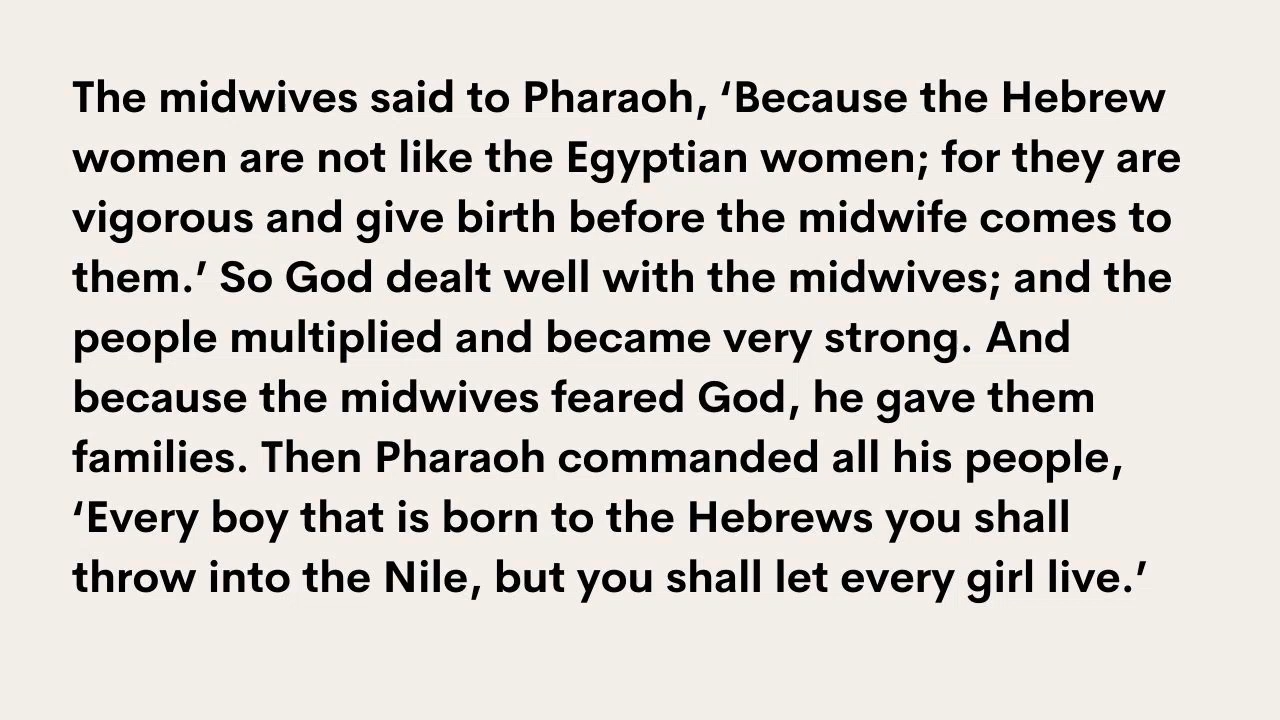 The midwives said to Pharaoh, ‘Because the Hebrew
women are not like the Egyptian women; for they are
vigorous and give birth before the midwife comes to
them.’ So God dealt well with the midwives; and the
people multiplied and became very strong. And
because the midwives feared God, he gave them
families. Then Pharaoh commanded all his people,
‘Every boy that is born to the Hebrews you shall
throw into the Nile, but you shall let every girl live.’